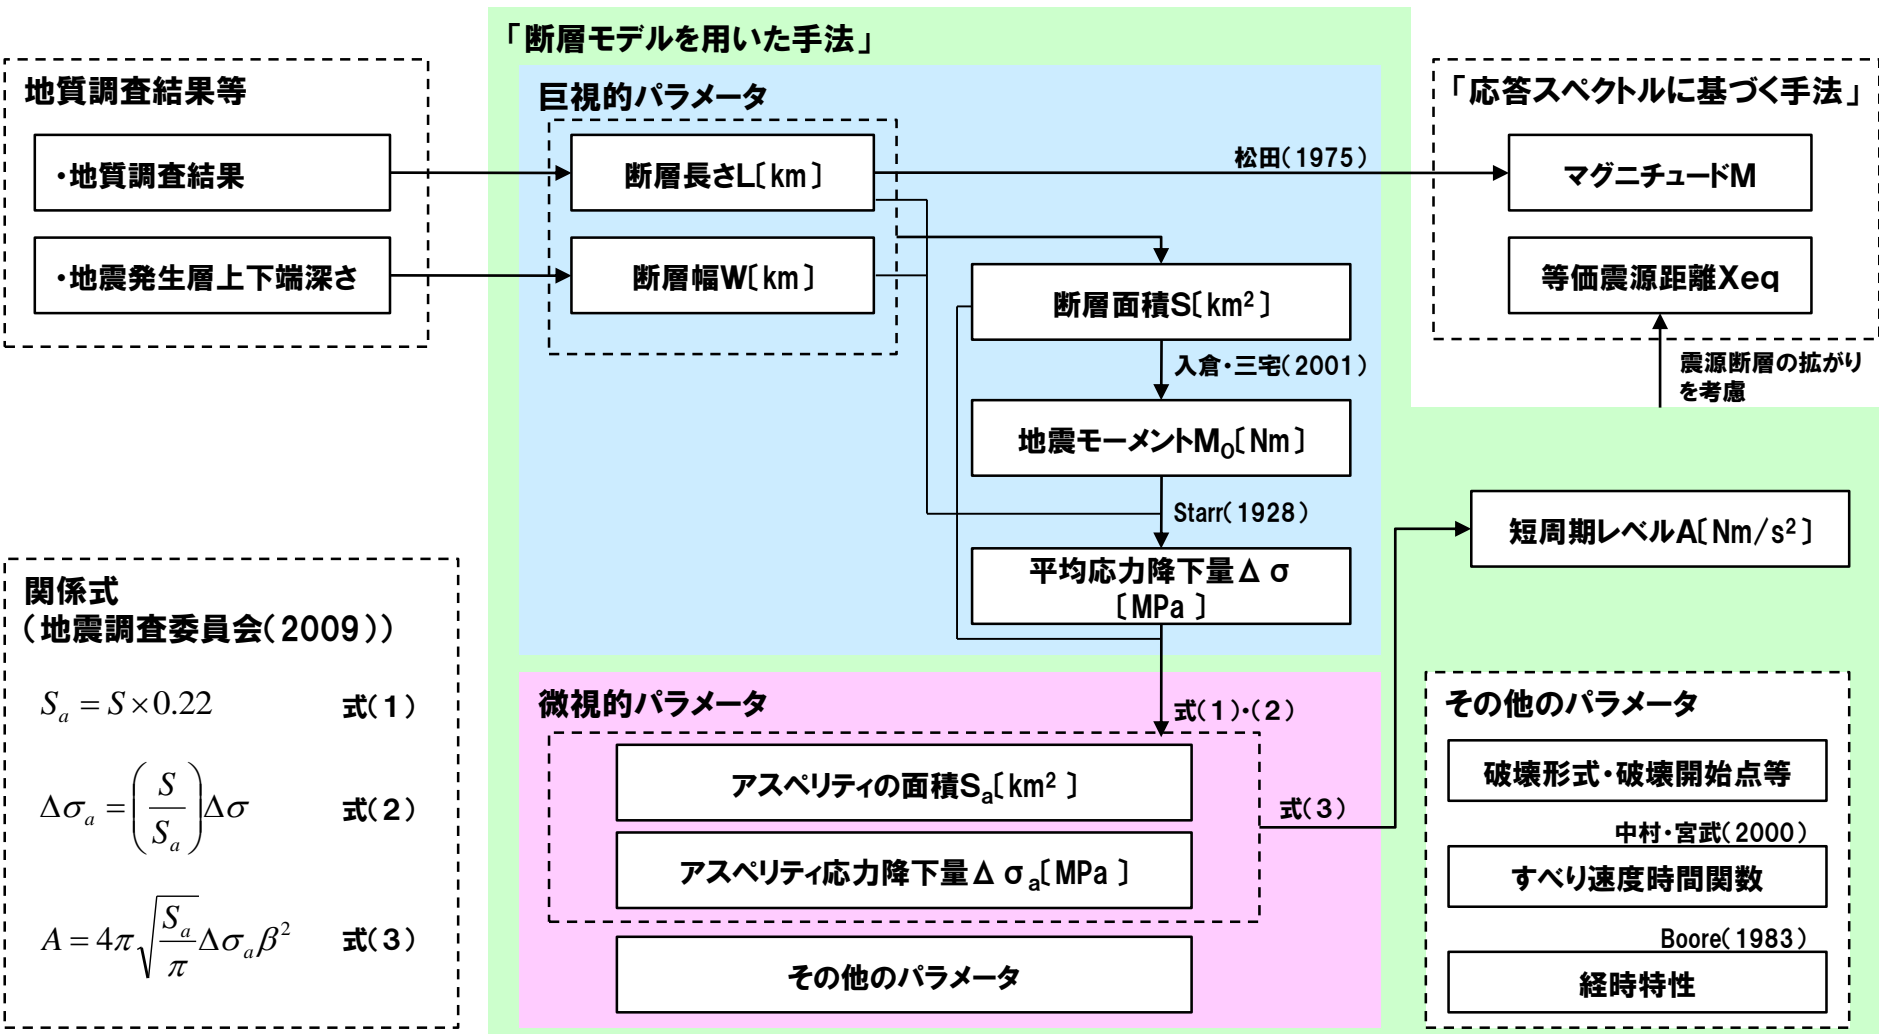 「断層モデルを用いた手法」
地質調査結果等
・地質調査結果
・地震発生層上下端深さ
巨視的パラメータ
断層長さL〔km〕
断層幅W〔km〕
松田(1975)
断層面積S〔km²〕
入倉・三宅(2001)
地震モーメントM₀〔Nm〕
Starr(1928)
平均応力降下量Δσ
〔MPa〕
「応答スペクトルに基づく手法」
マグニチュードM
等価震源距離Xeq
震源断層の拡がり
を考慮
短周期レベルA〔Nm/s²〕
関係式
(地震調査委員会(2009))
Sₐ = S×0.22 式(1)
Δσₐ = (S/Sₐ)Δσ 式(2)
A = 4π√(Sₐ/π)Δσₐβ² 式(3)
微視的パラメータ
式(1)・(2)
アスペリティの面積Sₐ〔km²〕
アスペリティ応力降下量Δσₐ〔MPa〕
式(3)
その他のパラメータ
その他のパラメータ
破壊形式・破壊開始点等
中村・宮武(2000)
すべり速度時間関数
Boore(1983)
経時特性